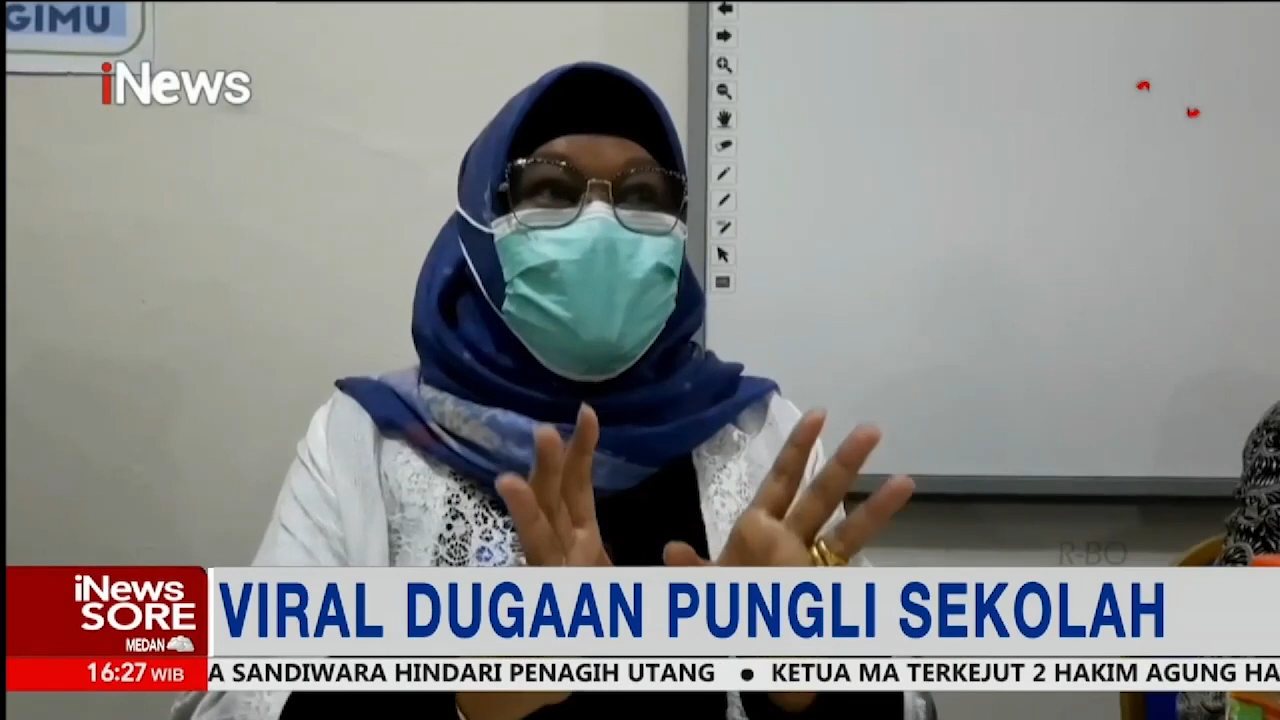 GIMU
iNews
R-BO
iNews
SORE
MEDAN
VIRAL DUGAAN PUNGLI SEKOLAH
16:27 WIB
A SANDIWARA HINDARI PENAGIH UTANG ● KETUA MA TERKEJUT 2 HAKIM AGUNG HA